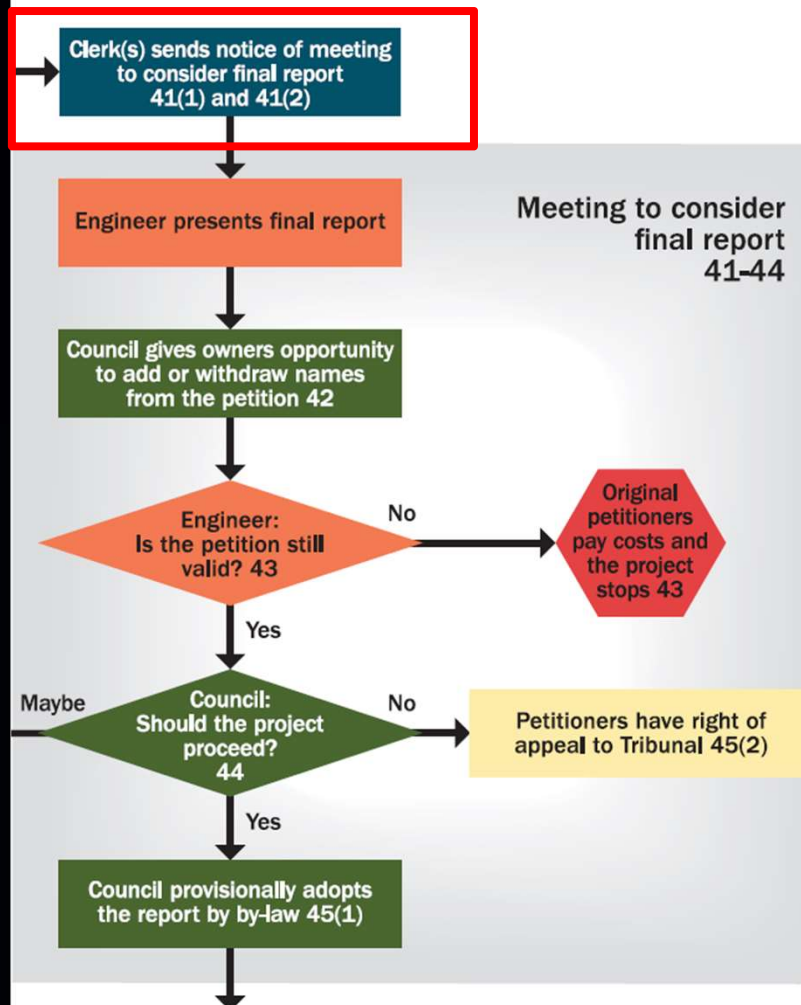 Clerk(s) sends notice of meeting
to consider final report
41(1) and 41(2)
Engineer presents final report
Meeting to consider
final report
41-44
Council gives owners opportunity
to add or withdraw names
from the petition 42
Engineer:
Is the petition still
valid? 43
No
Original
petitioners
pay costs and
the project
stops 43
Yes
Maybe
Council:
Should the project
proceed?
44
No
Petitioners have right of
appeal to Tribunal 45(2)
Yes
Council provisionally adopts
the report by by-law 45(1)